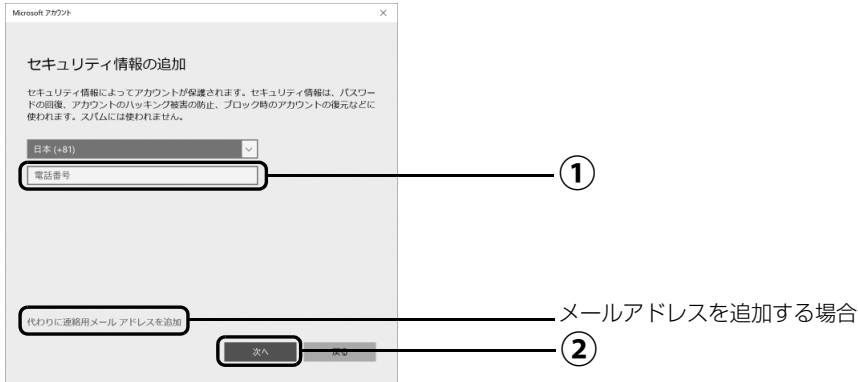 Microsoft アカウント
セキュリティ情報の追加
セキュリティ情報によってアカウントが保護されます。セキュリティ情報は、パスワー
ドの回復、アカウントのハッキング被害の防止、ブロック時のアカウントの復元などに
使われます。スパムには使われません。
日本 (+81)
電話番号
①
代わりに連絡用メール アドレスを追加
メールアドレスを追加する場合
次へ
戻る
②